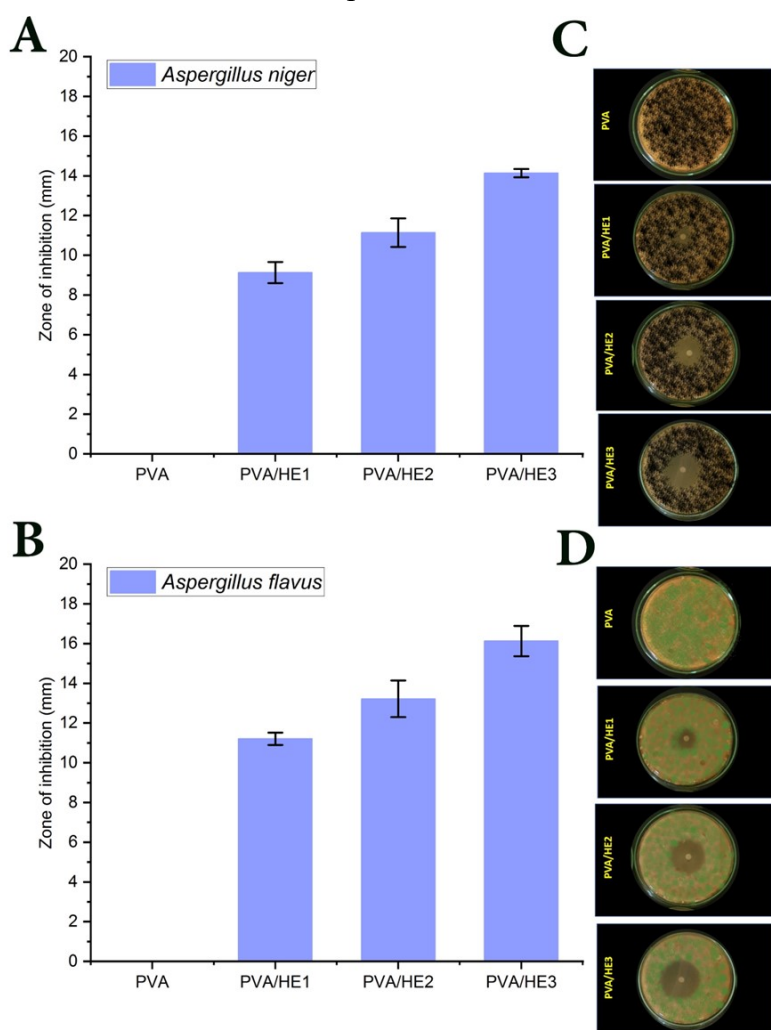 A
Aspergillus niger
Zone of inhibition (mm)
20
18
16
14
12
10
8
6
4
2
0
PVA
PVA/HE1
PVA/HE2
PVA/HE3
C
PVA
PVA/HE1
PVA/HE2
PVA/HE3
B
Aspergillus flavus
Zone of inhibition (mm)
20
18
16
14
12
10
8
6
4
2
0
PVA
PVA/HE1
PVA/HE2
PVA/HE3
D
PVA
PVA/HE1
PVA/HE2
PVA/HE3